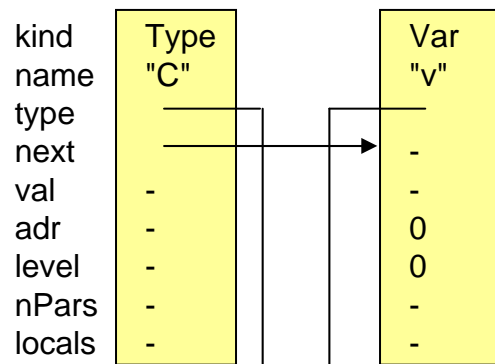 kind Type Var
name "C" "v"
type
next -
val - -
adr - 0
level - 0
nPars - -
locals - -